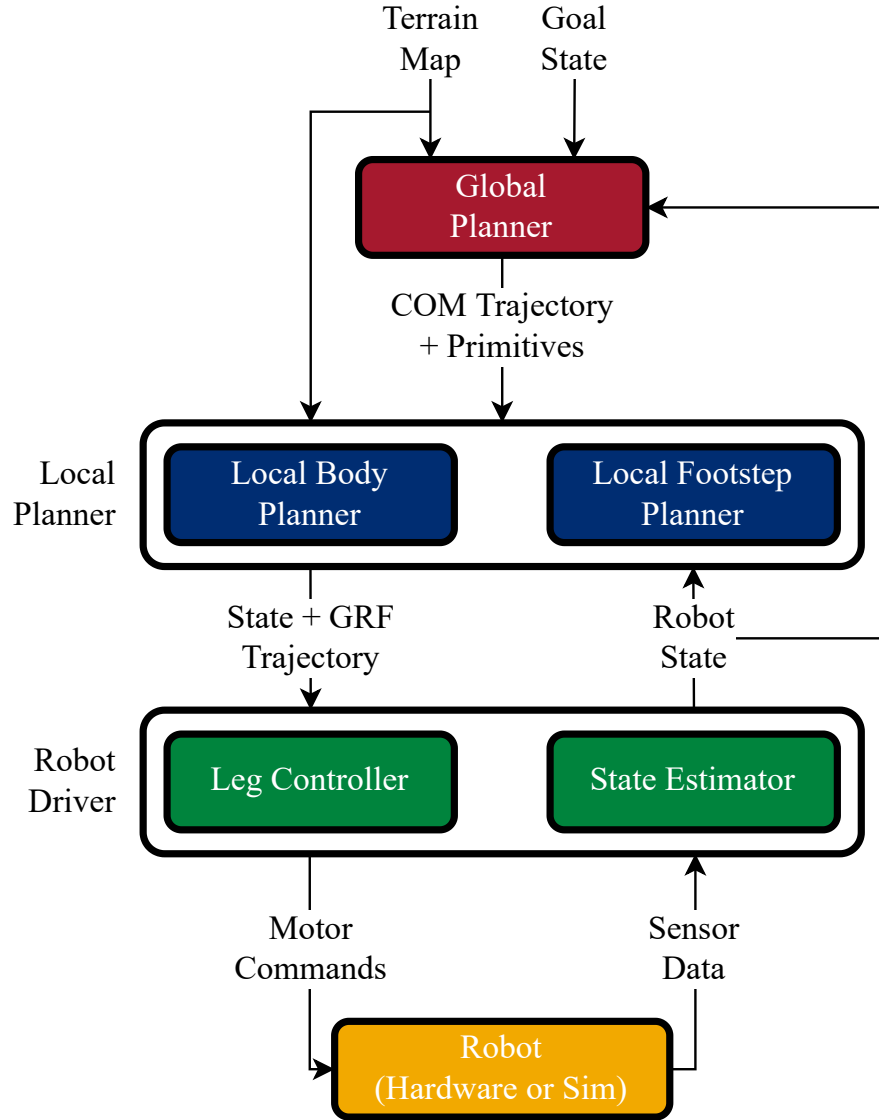 Terrain
Map
Goal
State
Global
Planner
COM Trajectory
+ Primitives
Local
Planner
Local Body
Planner
Local Footstep
Planner
State + GRF
Trajectory
Robot
State
Robot
Driver
Leg Controller
State Estimator
Motor
Commands
Sensor
Data
Robot
(Hardware or Sim)